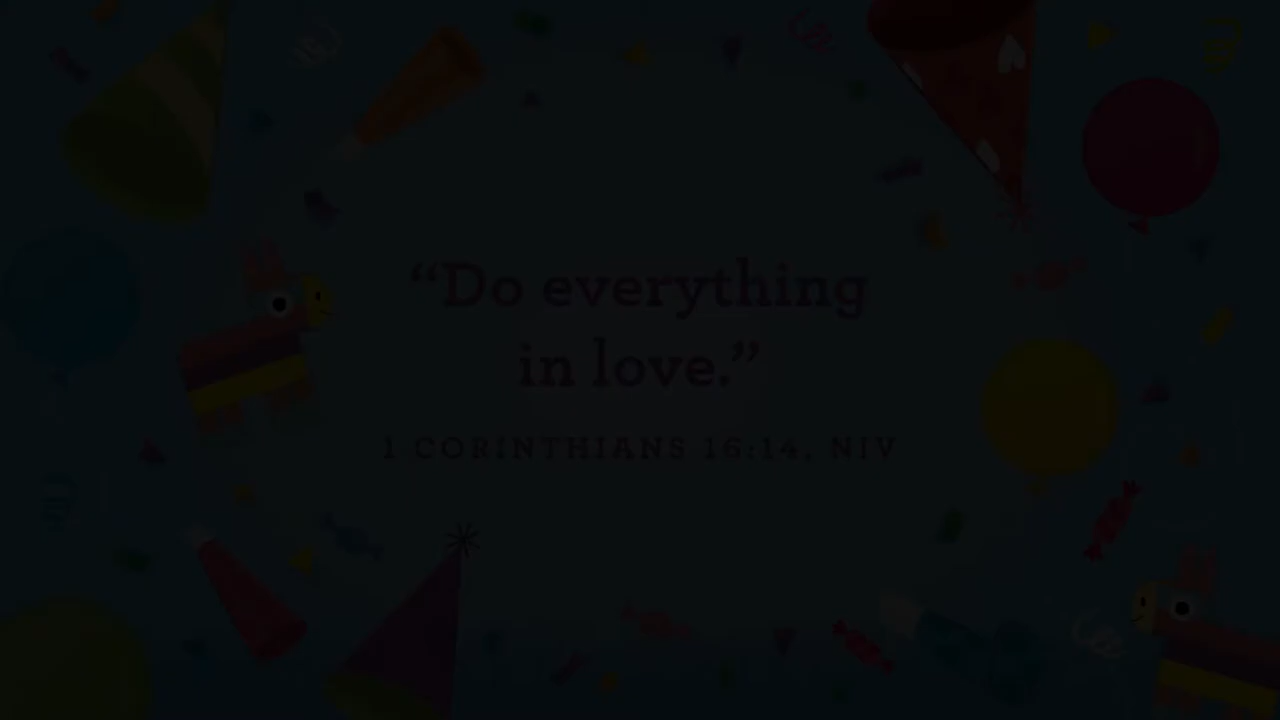 “Do everything
in love.”
1 CORINTHIANS 16:14, NIV